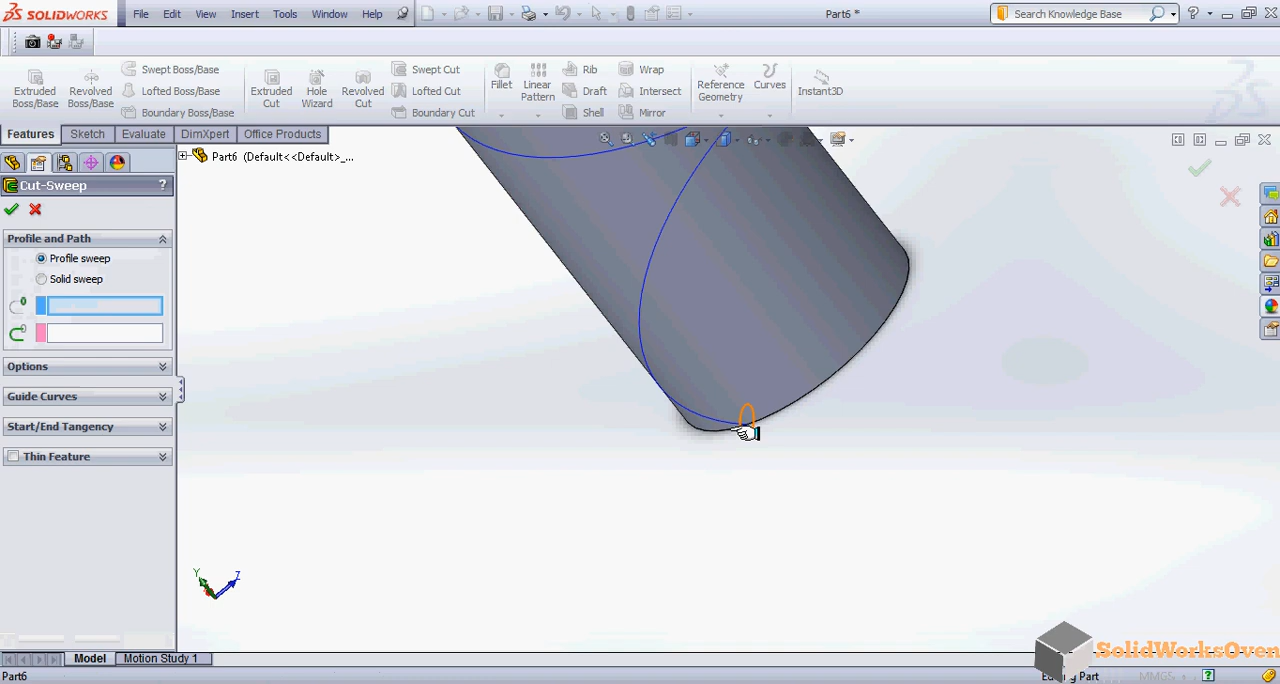 SOLIDWORKS File Edit View Insert Tools Window Help Part6 * Search Knowledge Base ?
Extruded Boss/Base
Revolved Boss/Base
Swept Boss/Base
Lofted Boss/Base
Boundary Boss/Base
Extruded Cut
Hole Wizard
Revolved Cut
Swept Cut
Lofted Cut
Boundary Cut
Fillet
Linear Pattern
Rib
Draft
Shell
Wrap
Intersect
Mirror
Reference Geometry
Curves
Instant3D
Features Sketch Evaluate DimXpert Office Products
Part6 (Default<<Default>_...
Cut-Sweep ?
Profile and Path
Profile sweep
Solid sweep
Options
Guide Curves
Start/End Tangency
Thin Feature
Y Z
Model Motion Study 1
SolidWorksOven
Part6 Editing Part MMGS ?